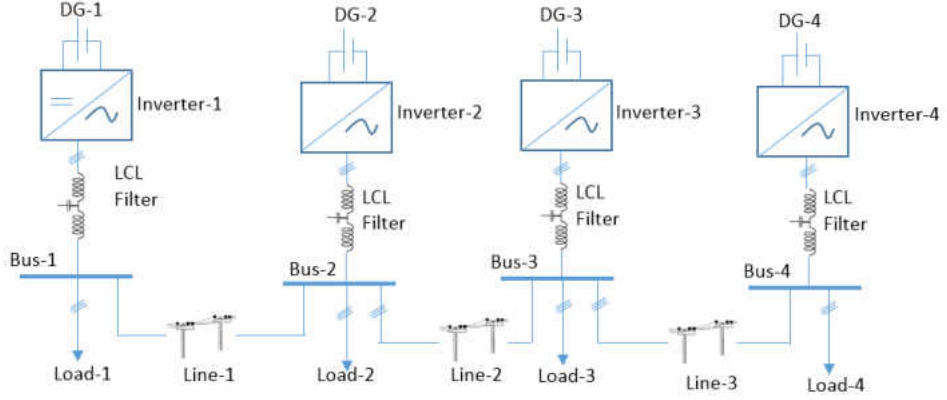 DG-1
DG-2
DG-3
DG-4
Inverter-1
Inverter-2
Inverter-3
Inverter-4
LCL
Filter
LCL
Filter
LCL
Filter
LCL
Filter
Bus-1
Bus-2
Bus-3
Bus-4
Load-1
Line-1
Load-2
Line-2
Load-3
Line-3
Load-4